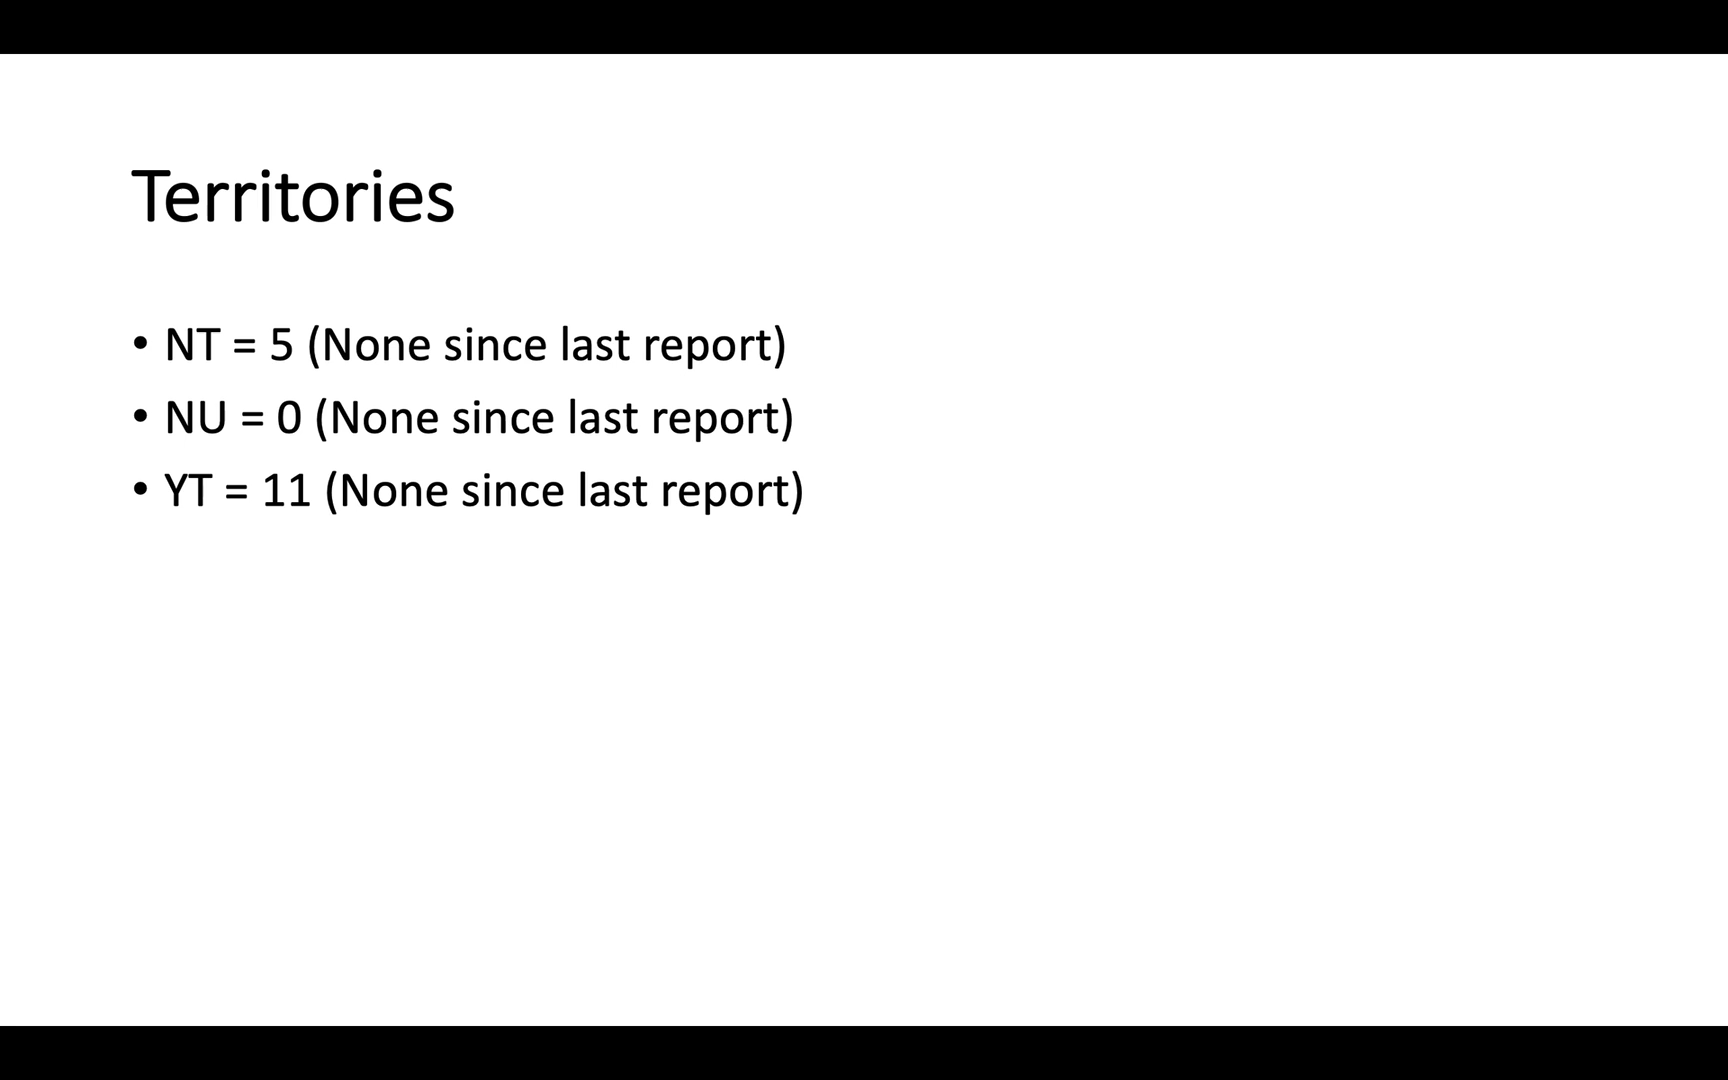 Territories
• NT = 5 (None since last report)
• NU = 0 (None since last report)
• YT = 11 (None since last report)